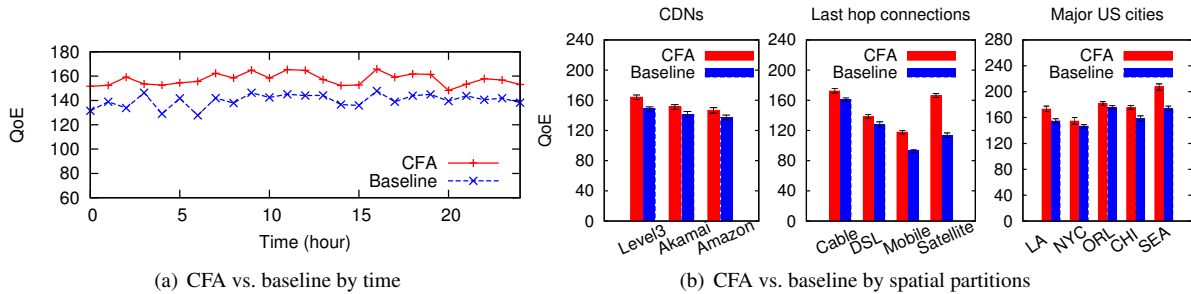 180
160
140
120
100
80
60
QoE
CFA
Baseline
0 5 10 15 20
Time (hour)
(a) CFA vs. baseline by time
CDNs
240
200
160
120
80
40
0
QoE
CFA
Baseline
Level3 Akamai Amazon
Last hop connections
240
200
160
120
80
40
0
CFA
Baseline
Cable DSL Mobile Satellite
Major US cities
280
240
200
160
120
80
40
0
CFA
Baseline
LA NYC ORL CHI SEA
(b) CFA vs. baseline by spatial partitions